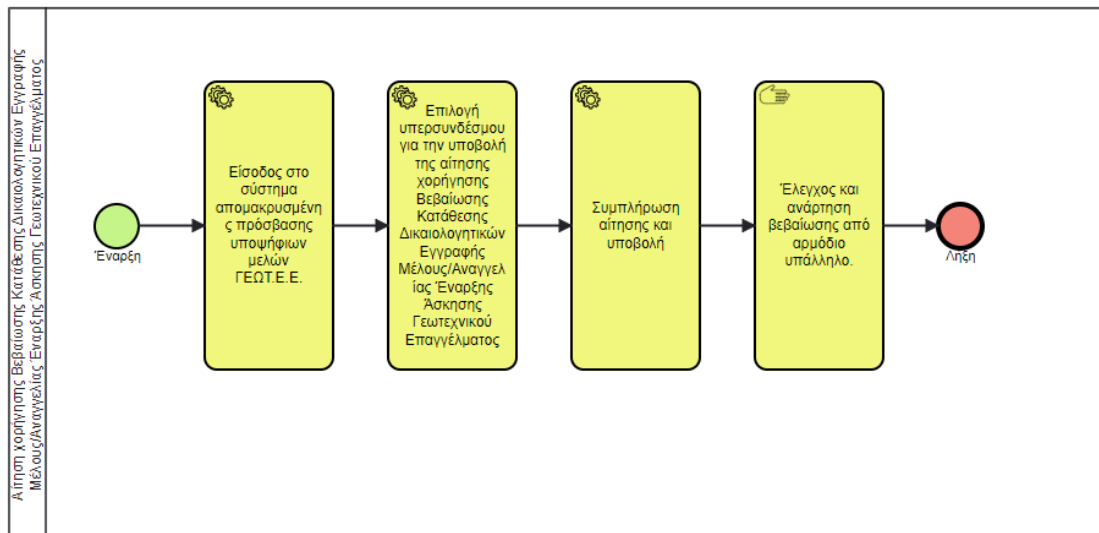 Αίτηση χορήγησης Βεβαίωσης Κατάθεσης Δικαιολογητικών Εγγραφής
Μέλους/Αναγγελίας Έναρξης Άσκησης Γεωτεχνικού Επαγγέλματος
Έναρξη
Είσοδος στο
σύστημα
απομακρυσμένη
ς πρόσβασης
υποψήφιων
μελών
ΓΕΩΤ.Ε.Ε.
Επιλογή
υπερσυνδέσμου
για την υποβολή
της αίτησης
χορήγησης
Βεβαίωσης
Κατάθεσης
Δικαιολογητικών
Εγγραφής
Μέλους/Αναγγελ
ίας Έναρξης
Άσκησης
Γεωτεχνικού
Επαγγέλματος
Συμπλήρωση
αίτησης και
υποβολή
Έλεγχος και
ανάρτηση
βεβαίωσης από
αρμόδιο
υπάλληλο.
Ληξη